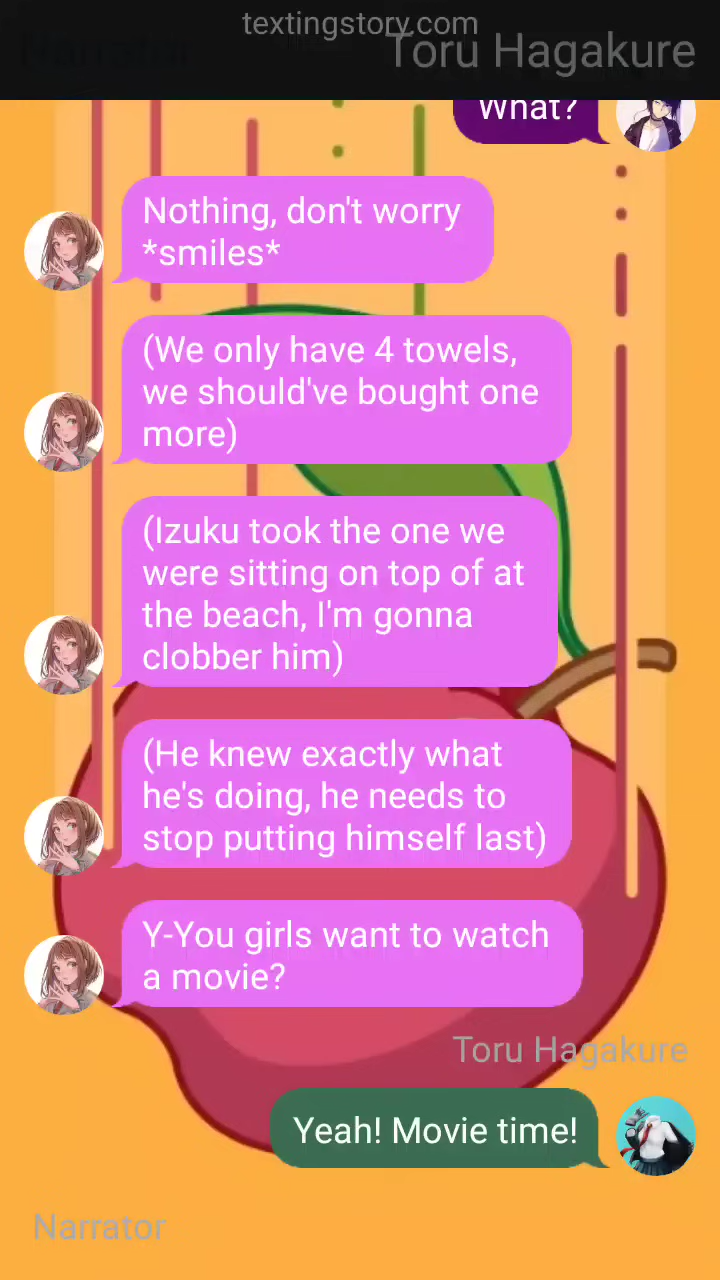 textingstory.com
Narrator
Toru Hagakure
What?
Nothing, don't worry
*smiles*
(We only have 4 towels,
we should've bought one
more)
(Izuku took the one we
were sitting on top of at
the beach, I'm gonna
clobber him)
(He knew exactly what
he's doing, he needs to
stop putting himself last)
Y-You girls want to watch
a movie?
Toru Hagakure
Yeah! Movie time!
Narrator